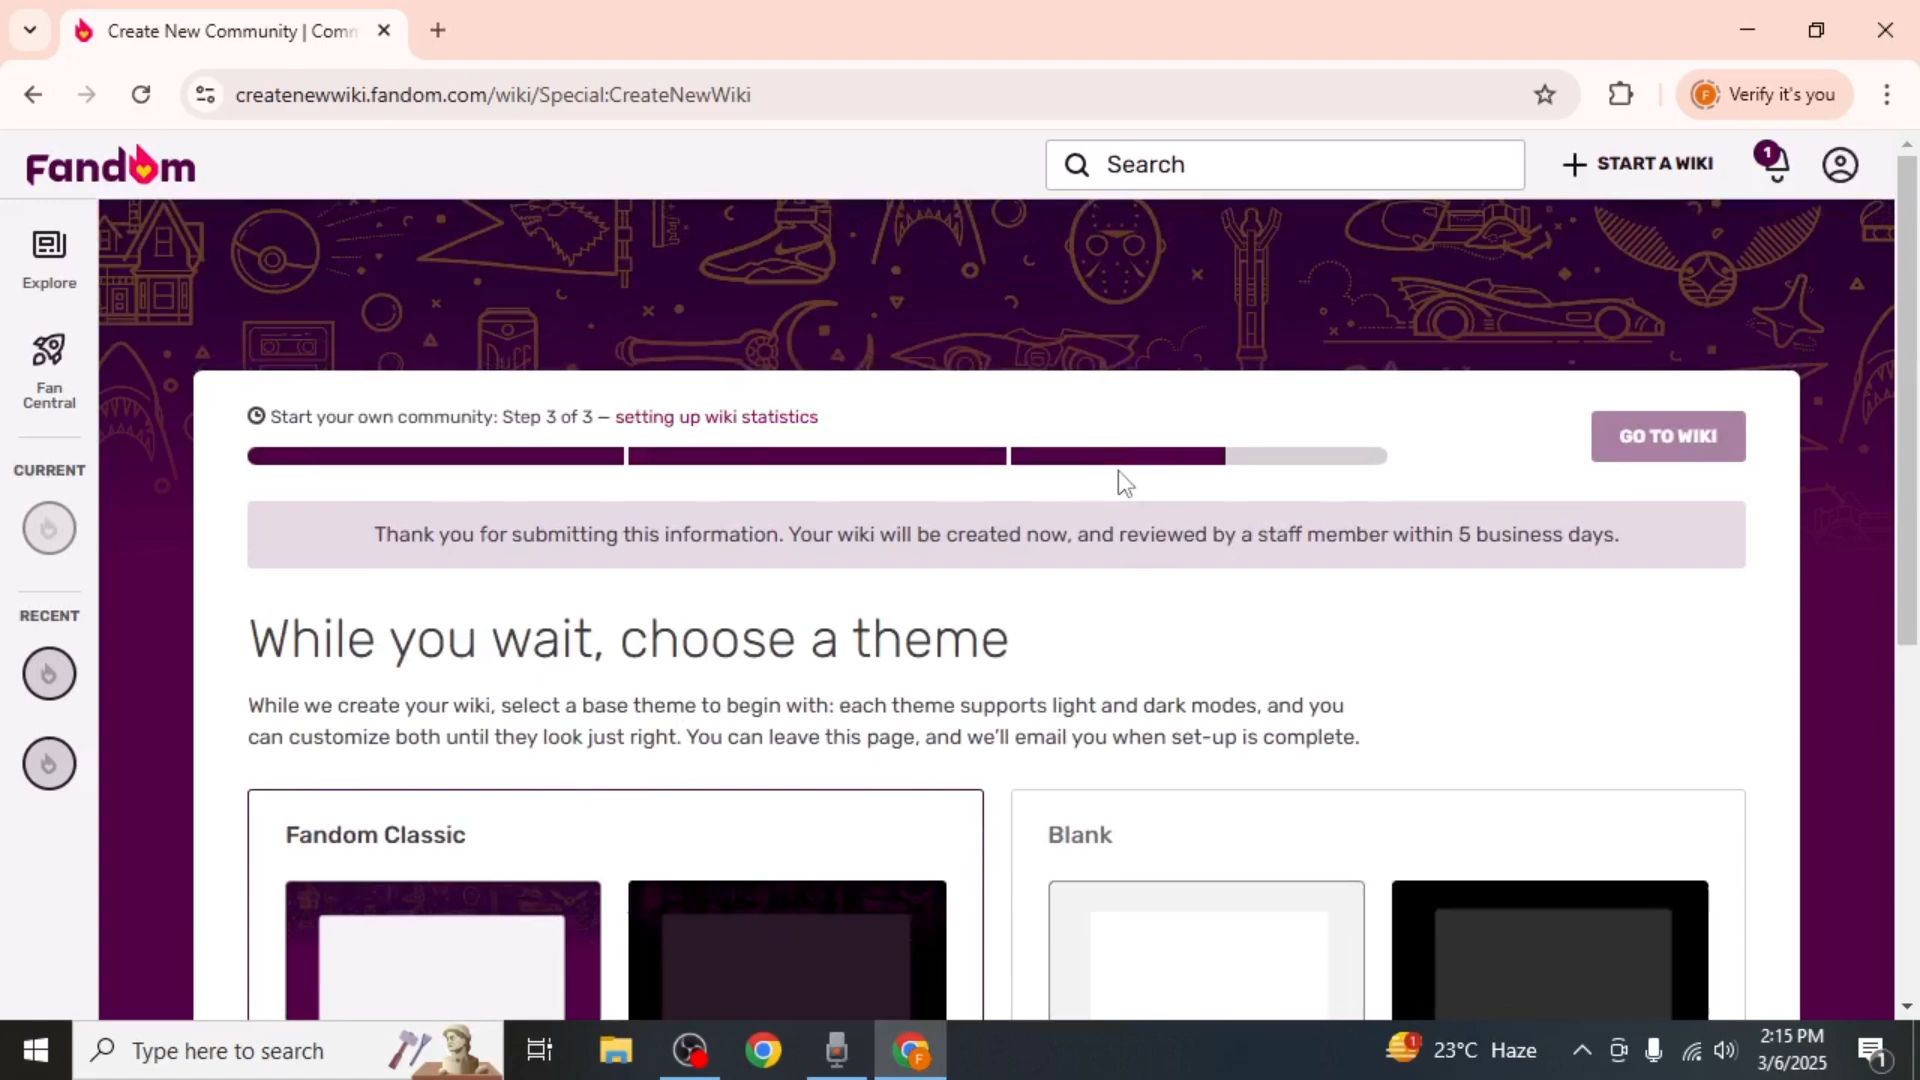 Create New Community | Comm
createnewwiki.fandom.com/wiki/Special:CreateNewWiki
Verify it's you
Fandom
Search
START A WIKI
1
Explore
Fan
Central
CURRENT
RECENT
Start your own community: Step 3 of 3 – setting up wiki statistics
GO TO WIKI
Thank you for submitting this information. Your wiki will be created now, and reviewed by a staff member within 5 business days.
While you wait, choose a theme
While we create your wiki, select a base theme to begin with: each theme supports light and dark modes, and you
can customize both until they look just right. You can leave this page, and we'll email you when set-up is complete.
Fandom Classic
Blank
Type here to search
1
23°C Haze
2:15 PM
3/6/2025
1